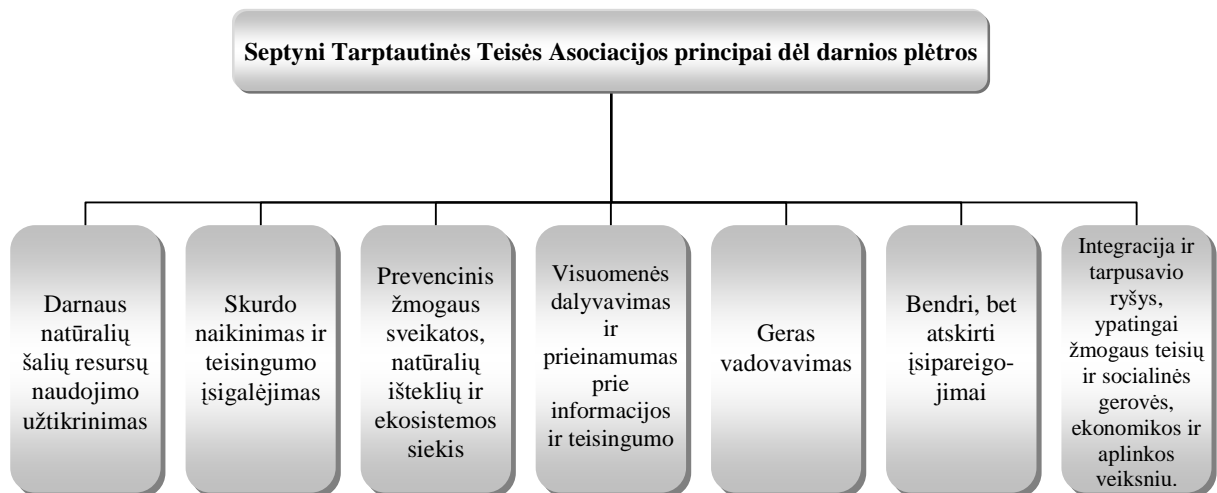 Septyni Tarptautinės Teisės Asociacijos principai dėl darnios plėtros
Darnaus
natūralių
šalių resursų
naudojimo
užtikrinimas
Skurdo
naikinimas ir
teisingumo
įsigalėjimas
Prevencinis
žmogaus
sveikatos,
natūralių
išteklių ir
ekosistemos
siekis
Visuomenės
dalyvavimas
ir
prieinamumas
prie
informacijos
ir teisingumo
Geras
vadovavimas
Bendri, bet
atskirti
įsipareigo-
jimai
Integracija ir
tarpusavio
ryšys,
ypatingai
žmogaus teisių
ir socialinės
gerovės,
ekonomikos ir
aplinkos
veiksniu.